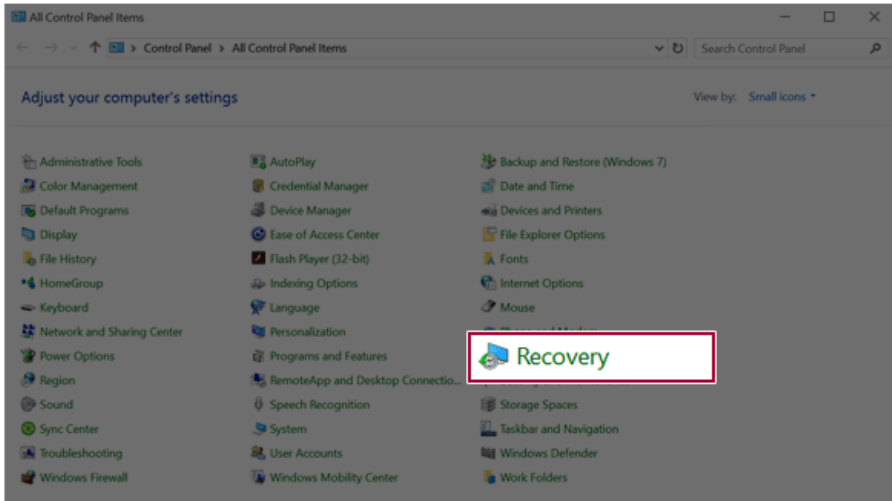 All Control Panel Items
Control Panel > All Control Panel Items
Search Control Panel
Adjust your computer's settings
View by: Small icons
Administrative Tools
AutoPlay
Backup and Restore (Windows 7)
Color Management
Credential Manager
Date and Time
Default Programs
Device Manager
Devices and Printers
Display
Ease of Access Center
File Explorer Options
File History
Flash Player (32-bit)
Fonts
HomeGroup
Indexing Options
Internet Options
Keyboard
Language
Mouse
Network and Sharing Center
Personalization
Power Options
Programs and Features
Recovery
Region
RemoteApp and Desktop Connectio...
Sound
Speech Recognition
Storage Spaces
Sync Center
System
Taskbar and Navigation
Troubleshooting
User Accounts
Windows Defender
Windows Firewall
Windows Mobility Center
Work Folders